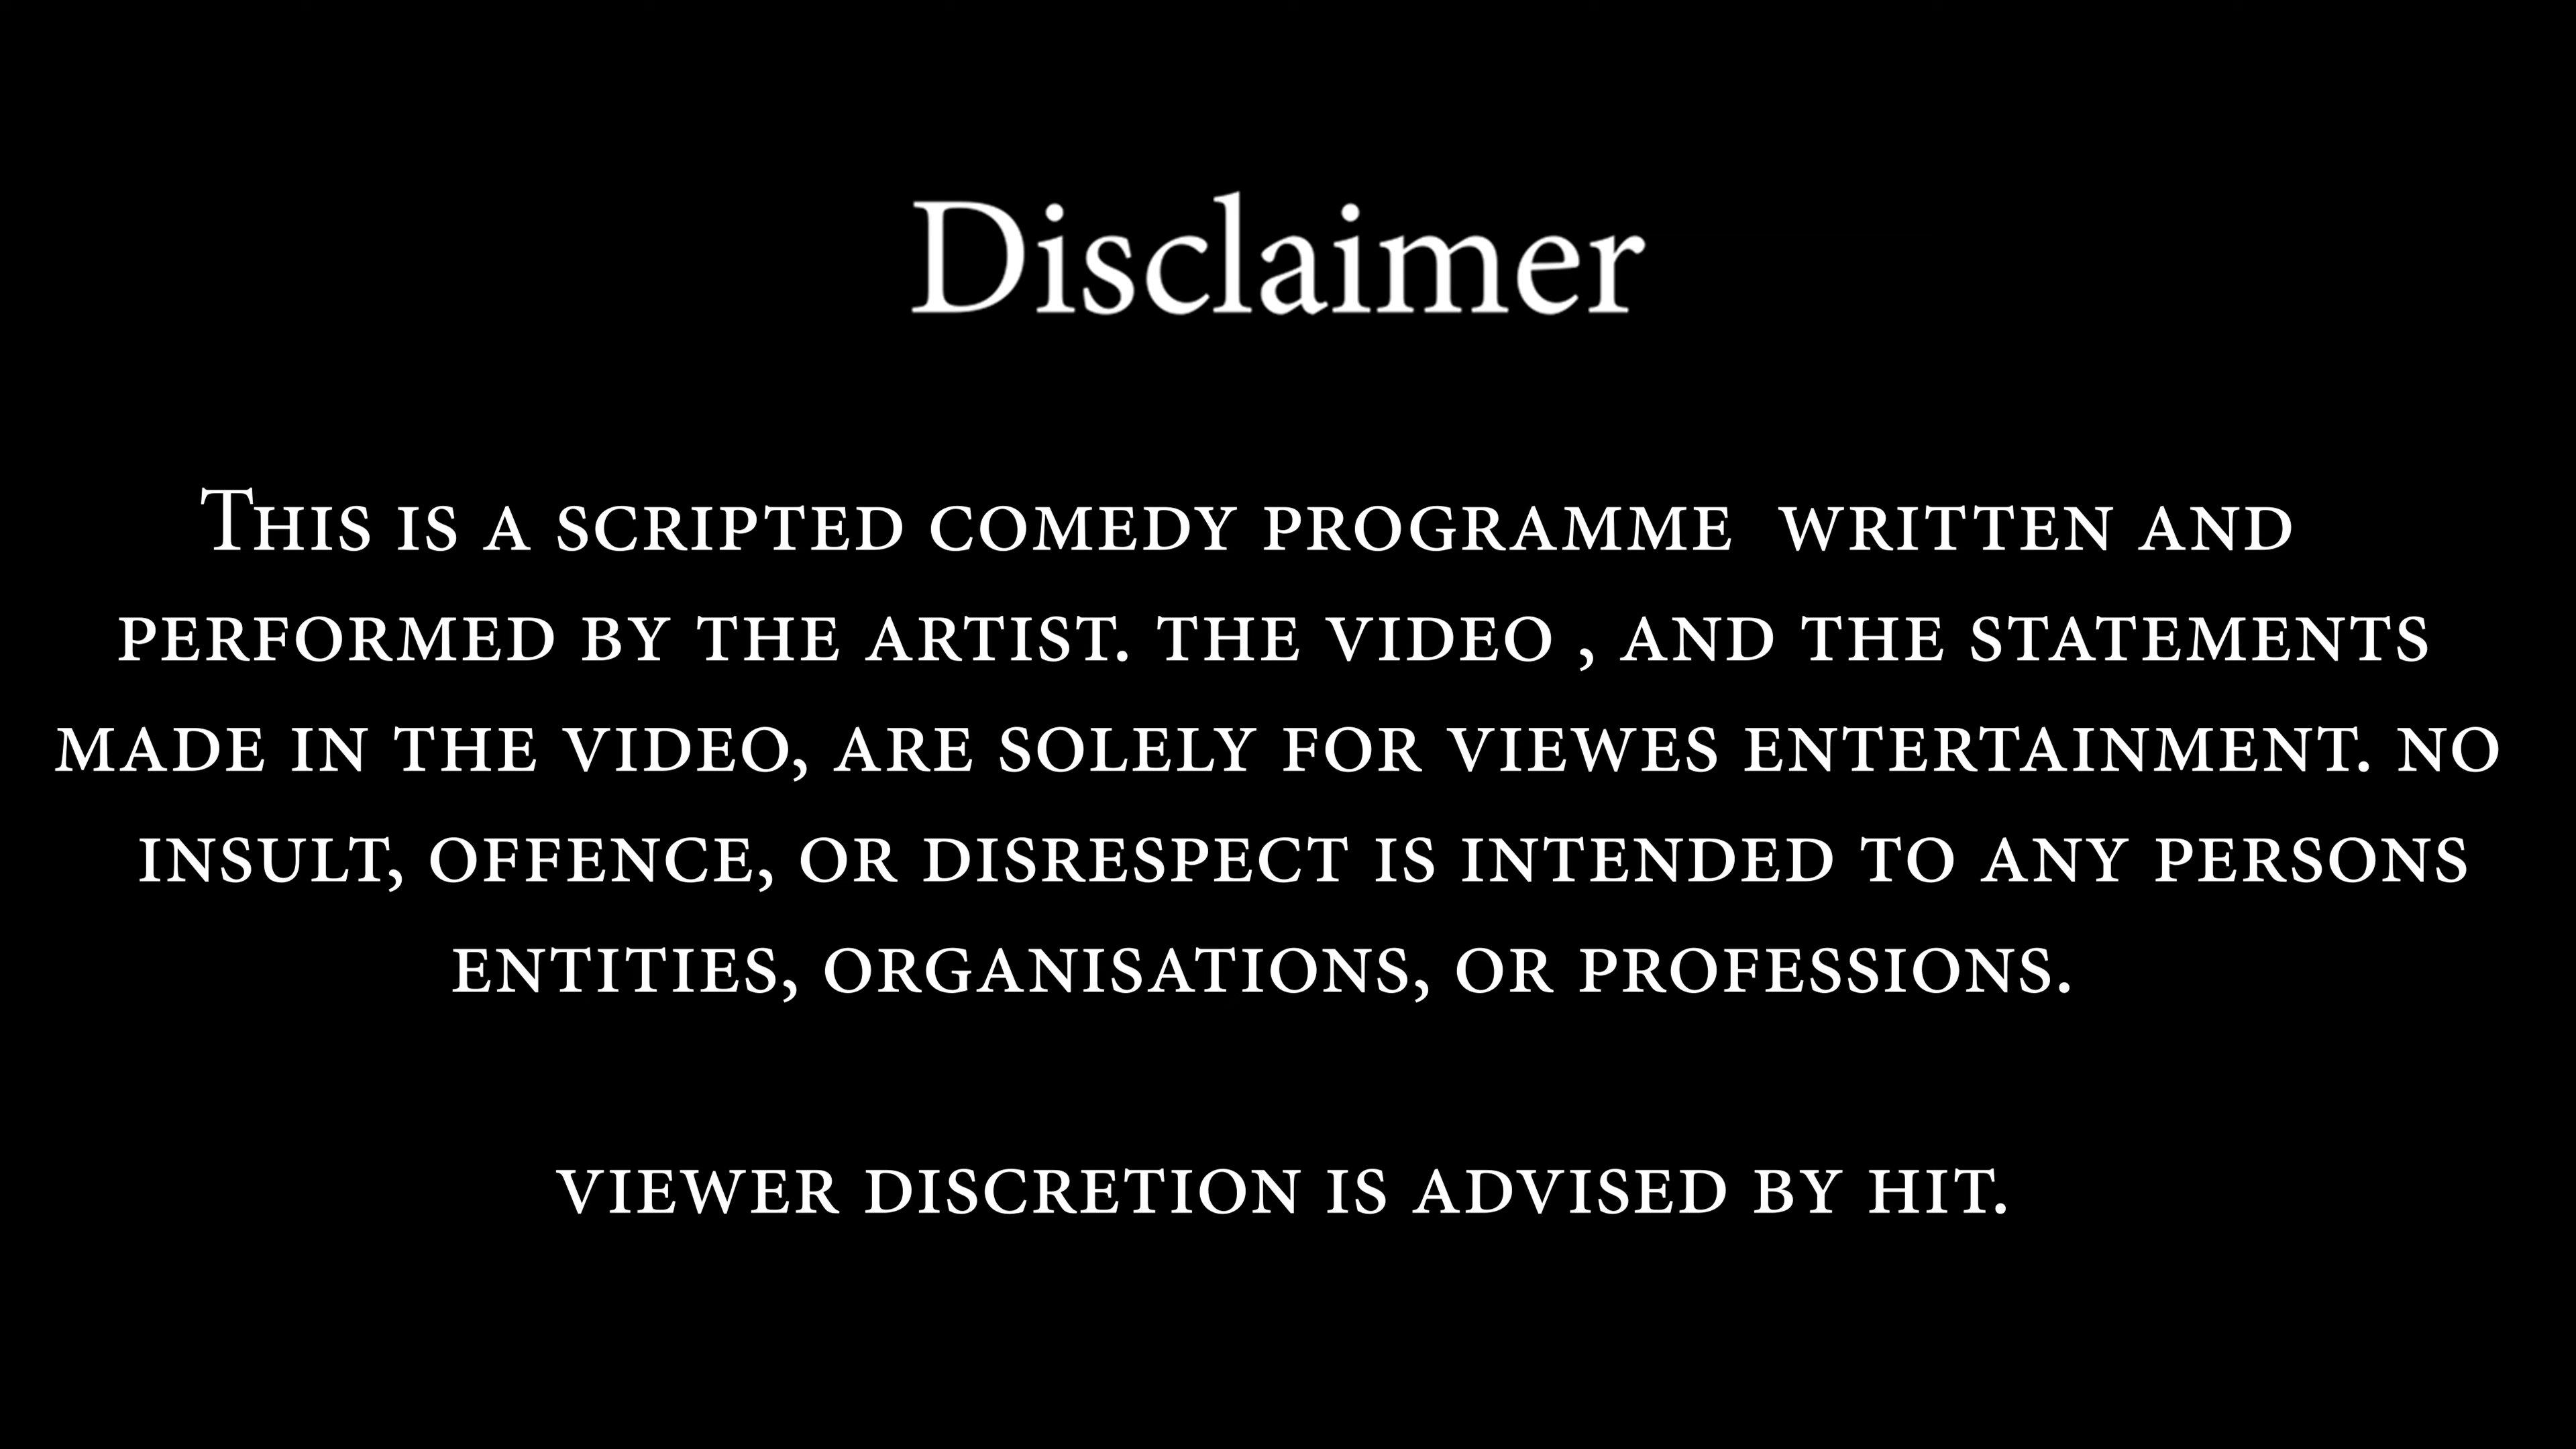 Disclaimer
This is a scripted comedy programme  written and
performed by the artist. the video , and the statements
made in the video, are solely for viewes entertainment. no
insult, offence, or disrespect is intended to any persons
entities, organisations, or professions.
viewer discretion is advised by hit.